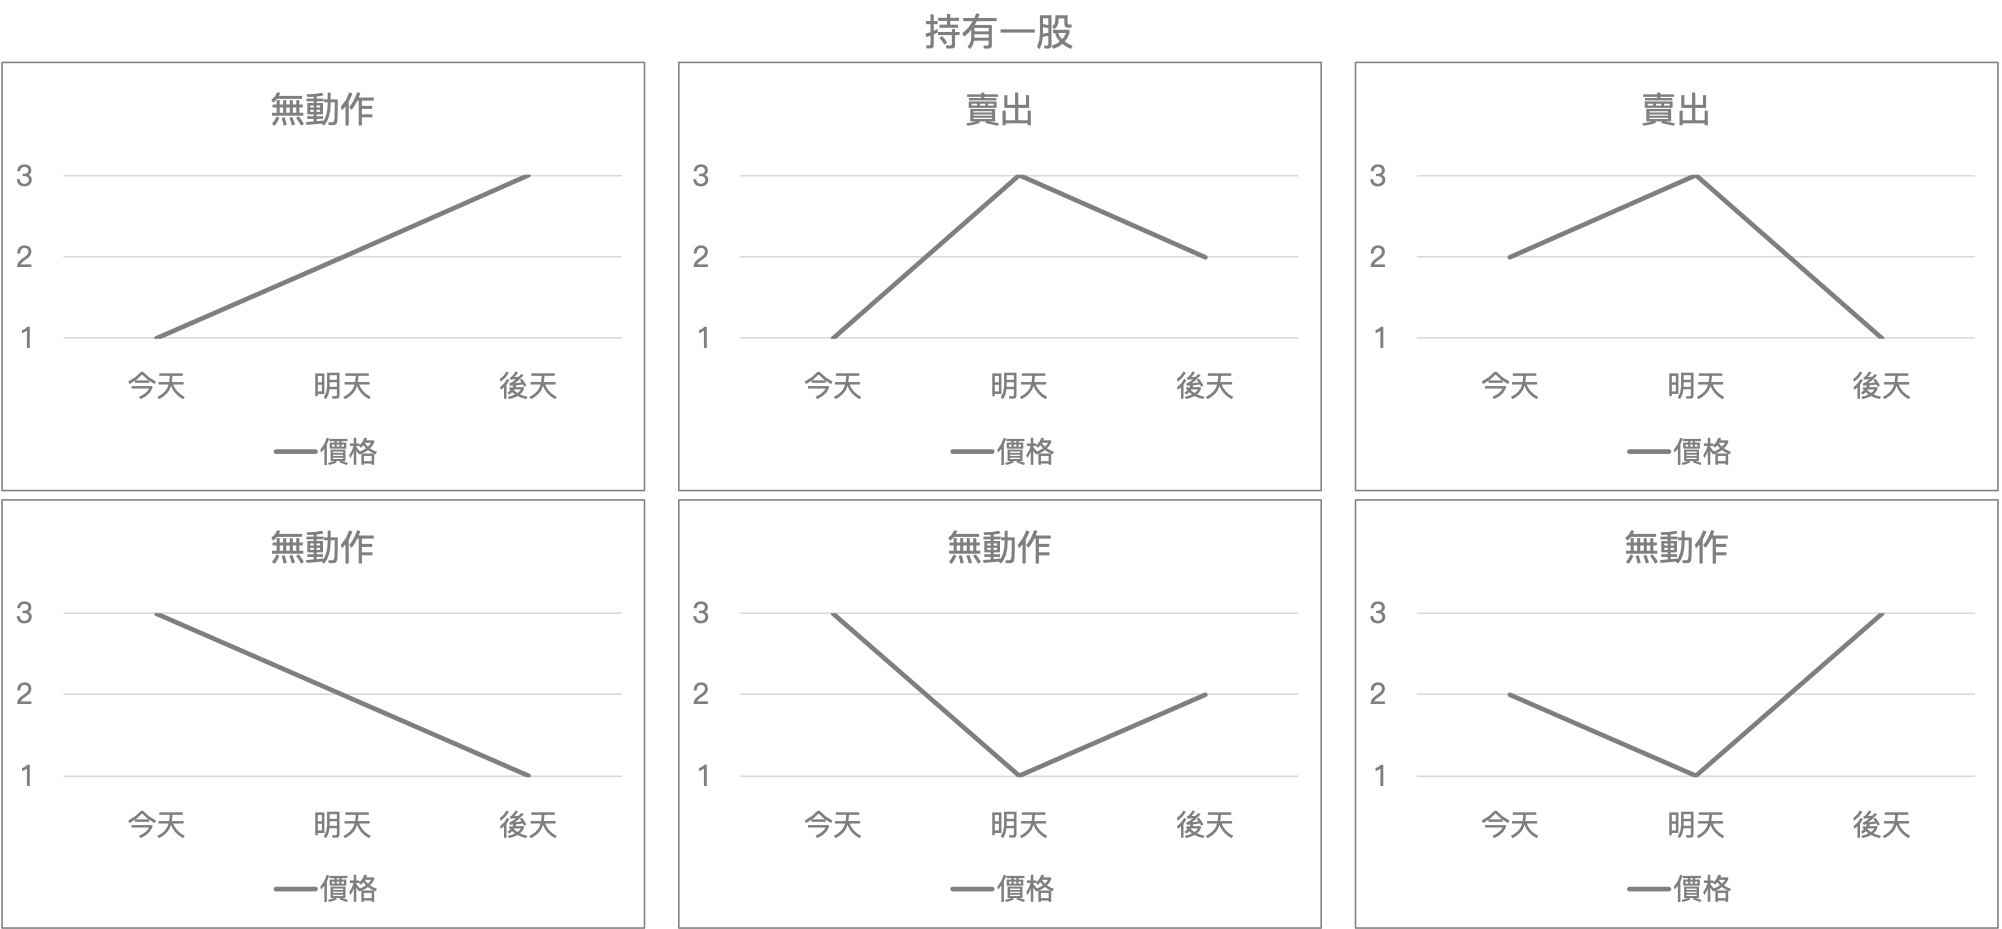 持有一股
無動作
3
2
1
今天 明天 後天
價格
賣出
3
2
1
今天 明天 後天
價格
賣出
3
2
1
今天 明天 後天
價格
無動作
3
2
1
今天 明天 後天
價格
無動作
3
2
1
今天 明天 後天
價格
無動作
3
2
1
今天 明天 後天
價格